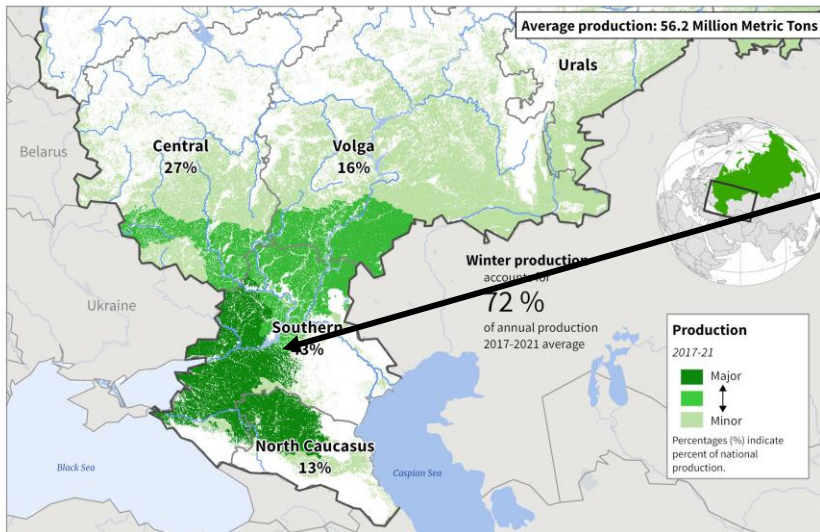 Average production: 56.2 Million Metric Tons
Urals
Belarus
Central
27%
Volga
16%
Winter production
accounts for
72 %
of annual production
2017-2021 average
Ukraine
Southern
Production
2017-21
Major
Minor
Percentages (%) indicate
percent of national
production.
North Caucasus
13%
Black Sea
Caspian Sea